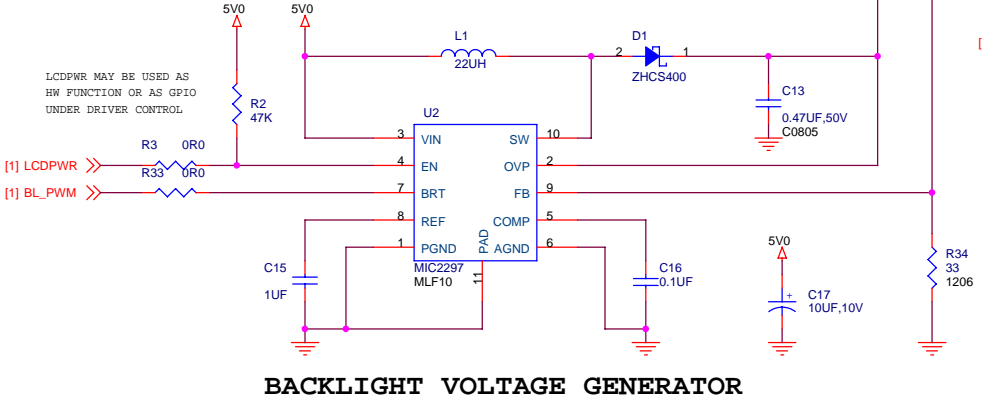 5V0
5V0
L1
22UH
2
D1
1
ZHCS400
[
LCDPWR MAY BE USED AS
HW FUNCTION OR AS GPIO
UNDER DRIVER CONTROL
R2
47K
C13
0.47UF,50V
C0805
U2
R3 0R0
[1] LCDPWR
R33 0R0
[1] BL_PWM
3 VIN SW 10
4 EN OVP 2
7 BRT FB 9
8 REF COMP 5
1 PGND PAD AGND 6
MIC2297
MLF10
11
C15
1UF
C16
0.1UF
5V0
+
C17
10UF,10V
R34
33
1206
BACKLIGHT VOLTAGE GENERATOR